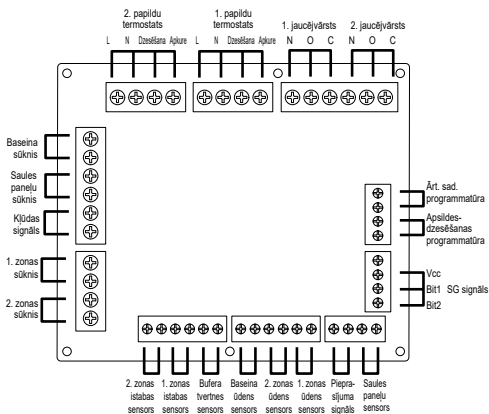 2. papildu
termostats
1. papildu
termostats
1. jaucējvārsts
2. jaucējvārsts
L N Dzesēšana Apkure
L N Dzesēšana Apkure
N O C
N O C
Baseina
sūknis
Saules
paneļu
sūknis
Kļūdas
signāls
1. zonas
sūknis
2. zonas
sūknis
Ārt. sad.
programmatūra
Apsildes-
dzesēšanas
programmatūra
Vcc
Bit1 SG signāls
Bit2
2. zonas
istabas
sensors
1. zonas
istabas
sensors
Bufera
tvertnes
sensors
Baseina
ūdens
sensors
2. zonas
ūdens
sensors
1. zonas
ūdens
sensors
Piepra-
sījuma
signāls
Saules
paneļu
sensors